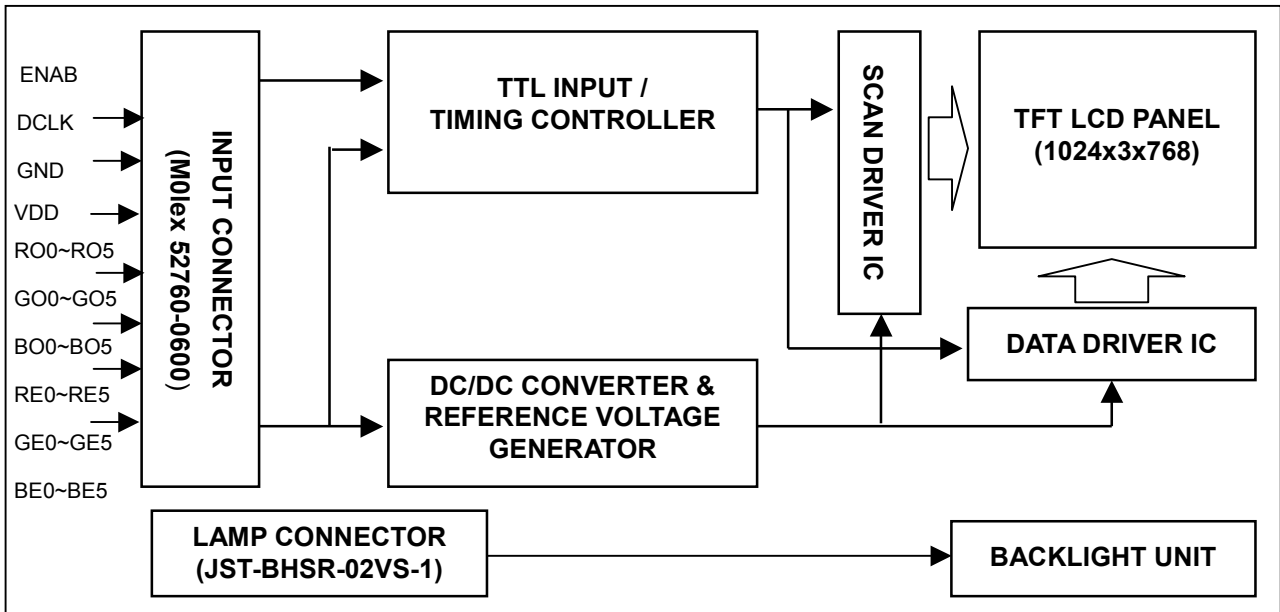 ENAB
DCLK
GND
VDD
RO0~RO5
GO0~GO5
BO0~BO5
RE0~RE5
GE0~GE5
BE0~BE5
INPUT CONNECTOR
(M0lex 52760-0600)
TTL INPUT /
TIMING CONTROLLER
SCAN DRIVER IC
TFT LCD PANEL
(1024x3x768)
DATA DRIVER IC
DC/DC CONVERTER &
REFERENCE VOLTAGE
GENERATOR
LAMP CONNECTOR
(JST-BHSR-02VS-1)
BACKLIGHT UNIT